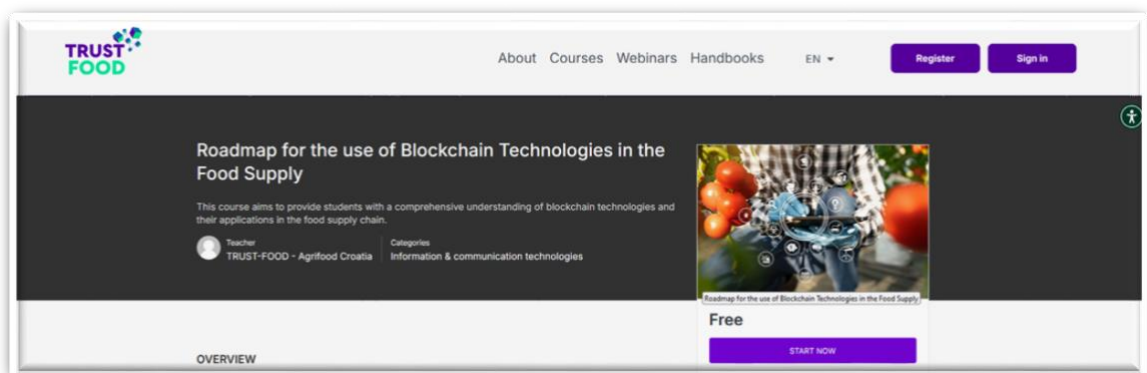 TRUST
FOOD
About Courses Webinars Handbooks EN Register Sign in
Roadmap for the use of Blockchain Technologies in the
Food Supply
This course aims to provide students with a comprehensive understanding of blockchain technologies and
their applications in the food supply chain.
Teacher
TRUST-FOOD - Agrifood Croatia
Categories
Information & communication technologies
Roadmap for the use of Blockchain Technologies in the Food Supply
Free
START NOW
OVERVIEW